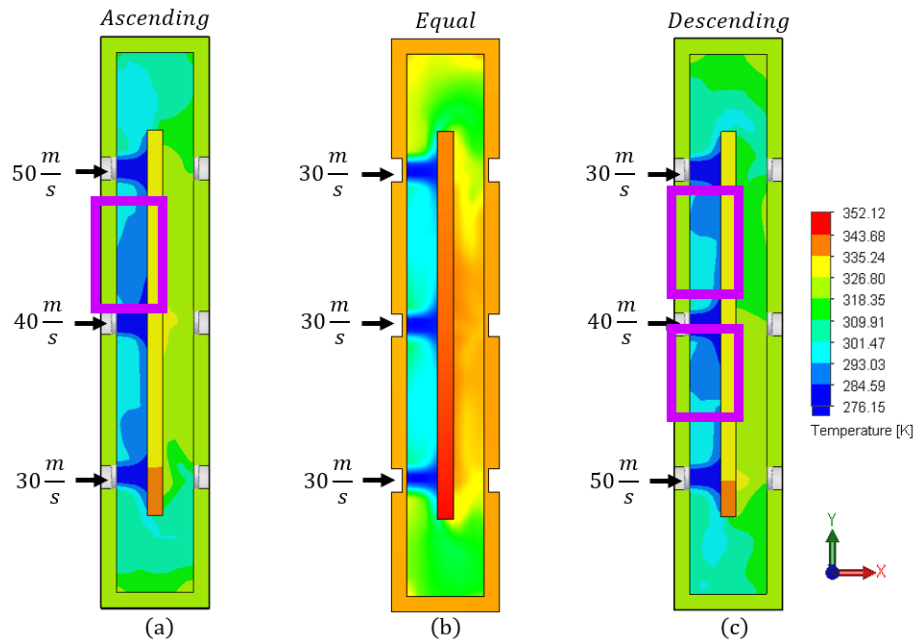 Ascending
Equal
Descending
50 m/s
30 m/s
30 m/s
40 m/s
30 m/s
40 m/s
30 m/s
30 m/s
50 m/s
352.12
343.68
335.24
326.80
318.35
309.91
301.47
293.03
284.59
276.15
Temperature [K]
Y
X
(a)
(b)
(c)